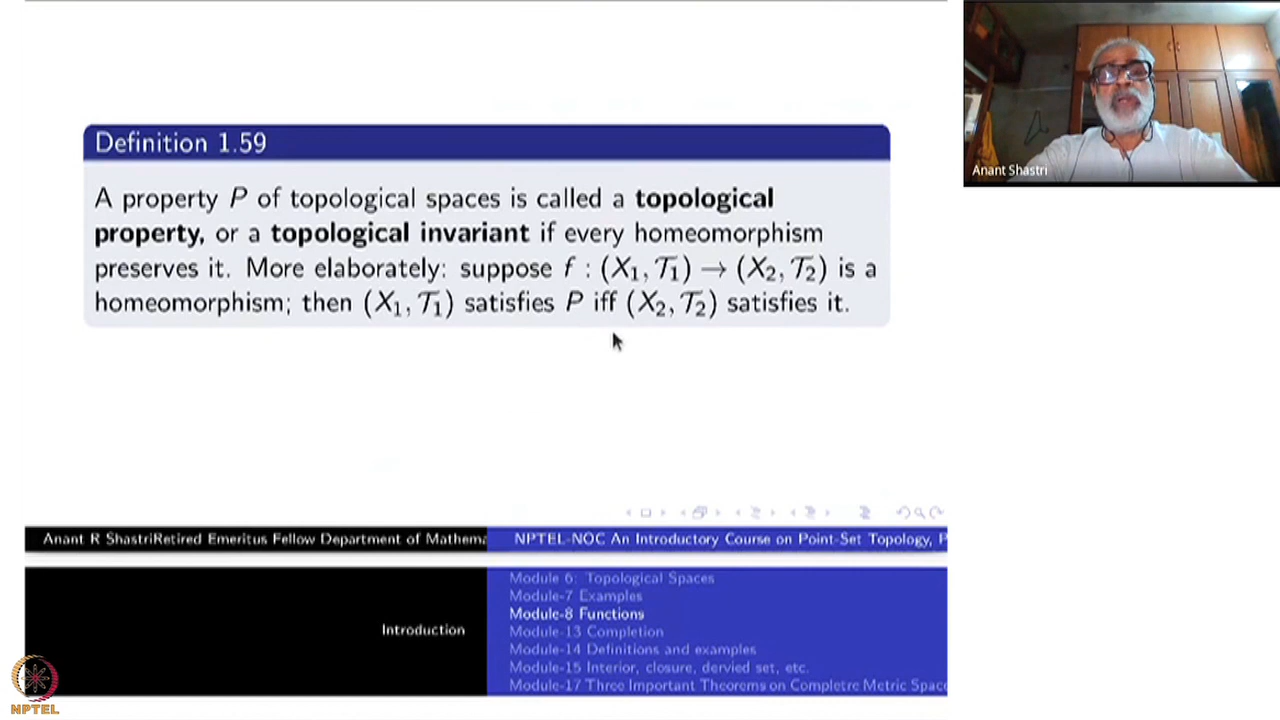 Definition 1.59
A property P of topological spaces is called a topological
property, or a topological invariant if every homeomorphism
preserves it. More elaborately: suppose f : (X₁, 𝒯₁) → (X₂, 𝒯₂) is a
homeomorphism; then (X₁, 𝒯₁) satisfies P iff (X₂, 𝒯₂) satisfies it.
Anant Shastri
Anant R ShastriRetired Emeritus Fellow Department of Mathema
NPTEL-NOC An Introductory Course on Point-Set Topology, P
Introduction
Module 6: Topological Spaces
Module-7 Examples
Module-8 Functions
Module-13 Completion
Module-14 Definitions and examples
Module-15 Interior, closure, dervied set, etc.
Module-17 Three Important Theorems on Completre Metric Space
NPTEL